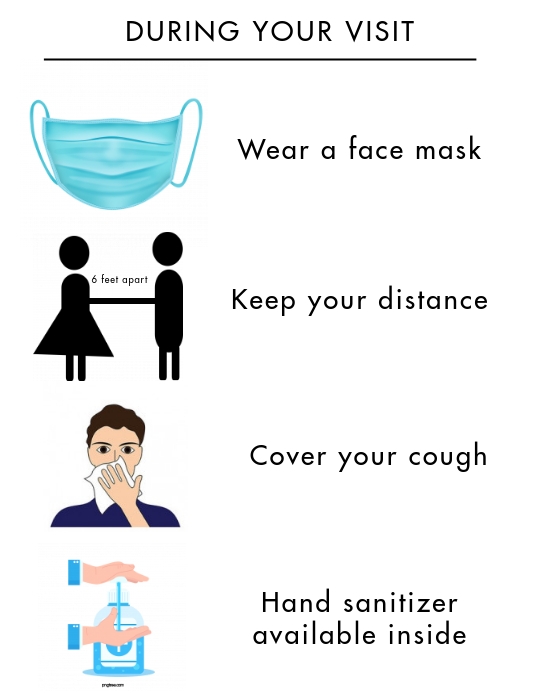 DURING YOUR VISIT
Wear a face mask
6 feet apart
Keep your distance
Cover your cough
Hand sanitizer
available inside
pngtree.com